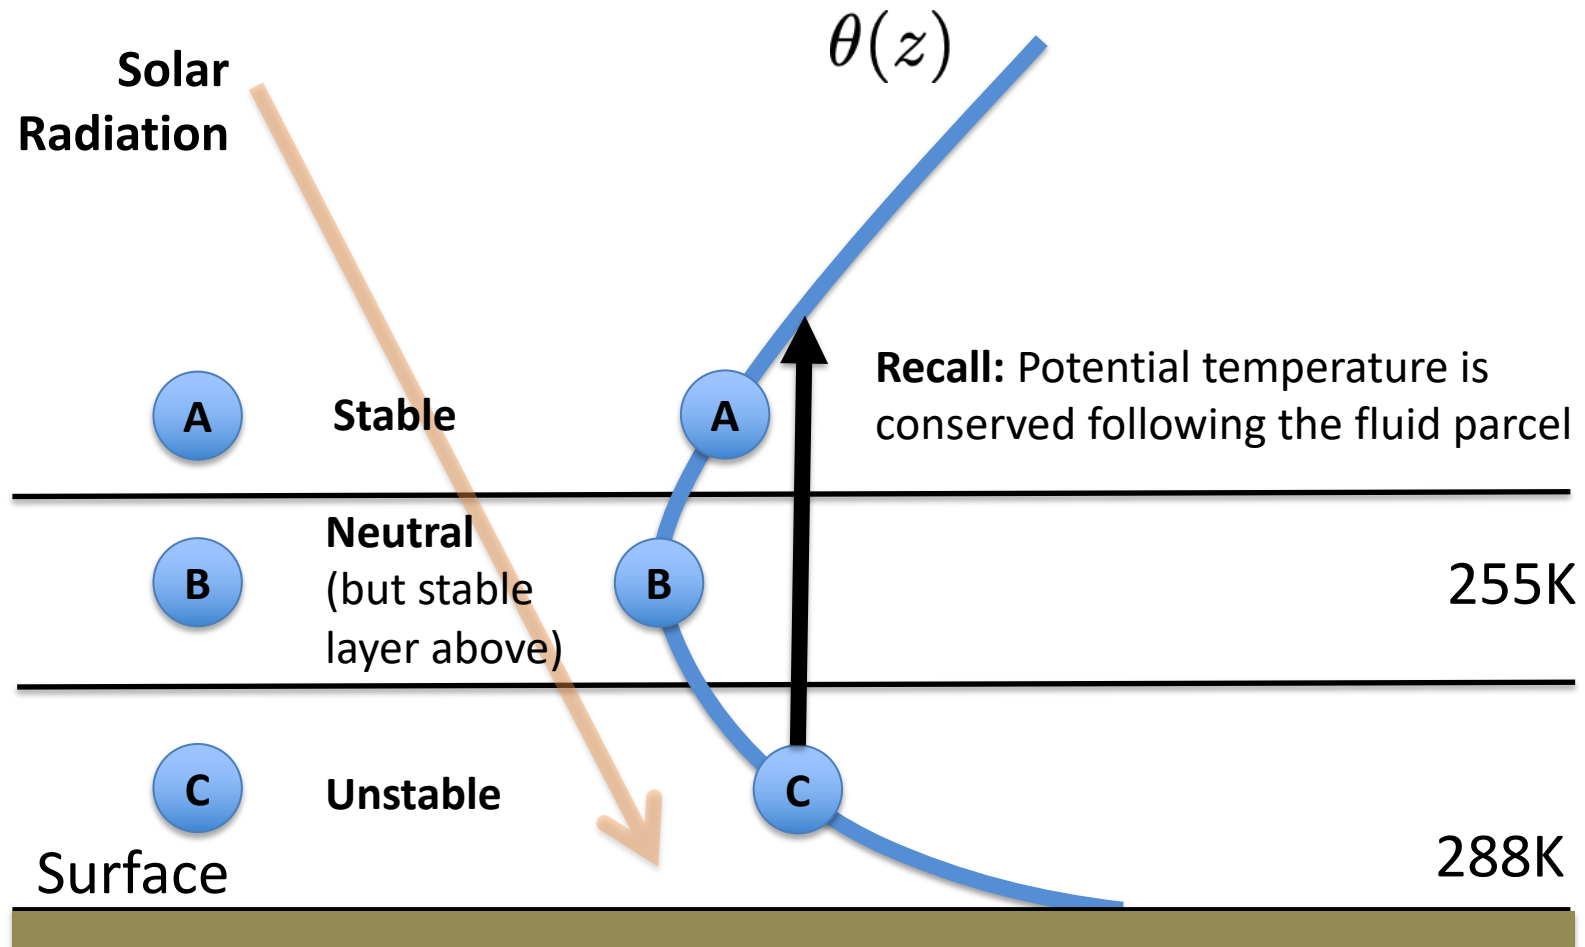 θ(z)
Solar
Radiation
Recall: Potential temperature is
conserved following the fluid parcel
A
Stable
A
Neutral
(but stable
layer above)
B
B
255K
C
Unstable
C
Surface
288K